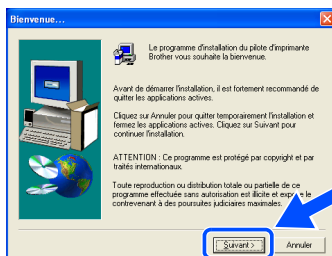 Bienvenue...
Le programme d'installation du pilote d'imprimante
Brother vous souhaite la bienvenue.
Avant de démarrer l'installation, il est fortement recommandé de
quitter les applications actives.
Cliquez sur Annuler pour quitter temporairement l'installation et
fermez les applications actives. Cliquez sur Suivant pour
continuer l'installation.
ATTENTION : Ce programme est protégé par copyright et par
traités internationaux.
Toute reproduction ou distribution totale ou partielle de ce
programme effectuée sans autorisation est illicite et expose le
contrevenant à des poursuites judiciaires maximales.
Suivant >
Annuler